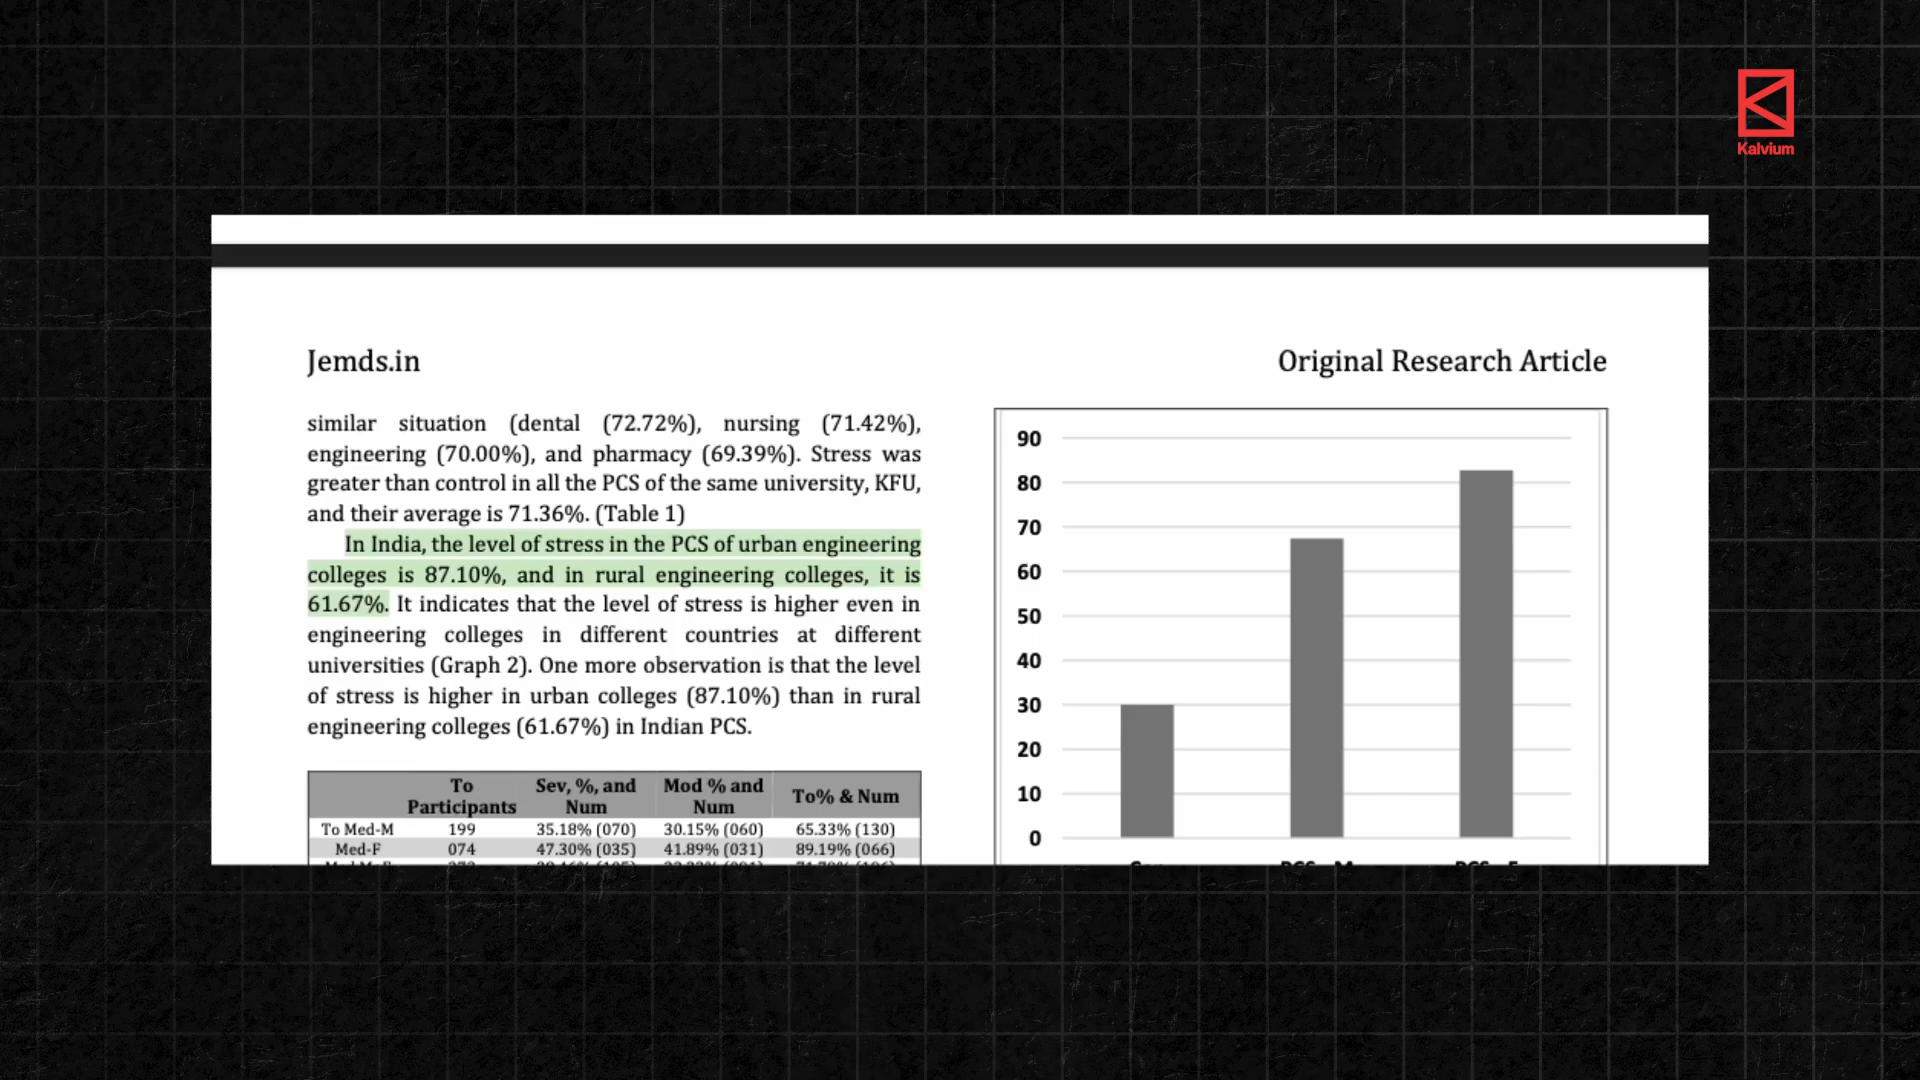 Kalvium
Jemds.in
Original Research Article
similar situation (dental (72.72%), nursing (71.42%),
engineering (70.00%), and pharmacy (69.39%). Stress was
greater than control in all the PCS of the same university, KFU,
and their average is 71.36%. (Table 1)
In India, the level of stress in the PCS of urban engineering
colleges is 87.10%, and in rural engineering colleges, it is
61.67%. It indicates that the level of stress is higher even in
engineering colleges in different countries at different
universities (Graph 2). One more observation is that the level
of stress is higher in urban colleges (87.10%) than in rural
engineering colleges (61.67%) in Indian PCS.
To Participants Sev, %, and Num Mod % and Num To% & Num
To Med-M 199 35.18% (070) 30.15% (060) 65.33% (130)
Med-F 074 47.30% (035) 41.89% (031) 89.19% (066)
90
80
70
60
50
40
30
20
10
0